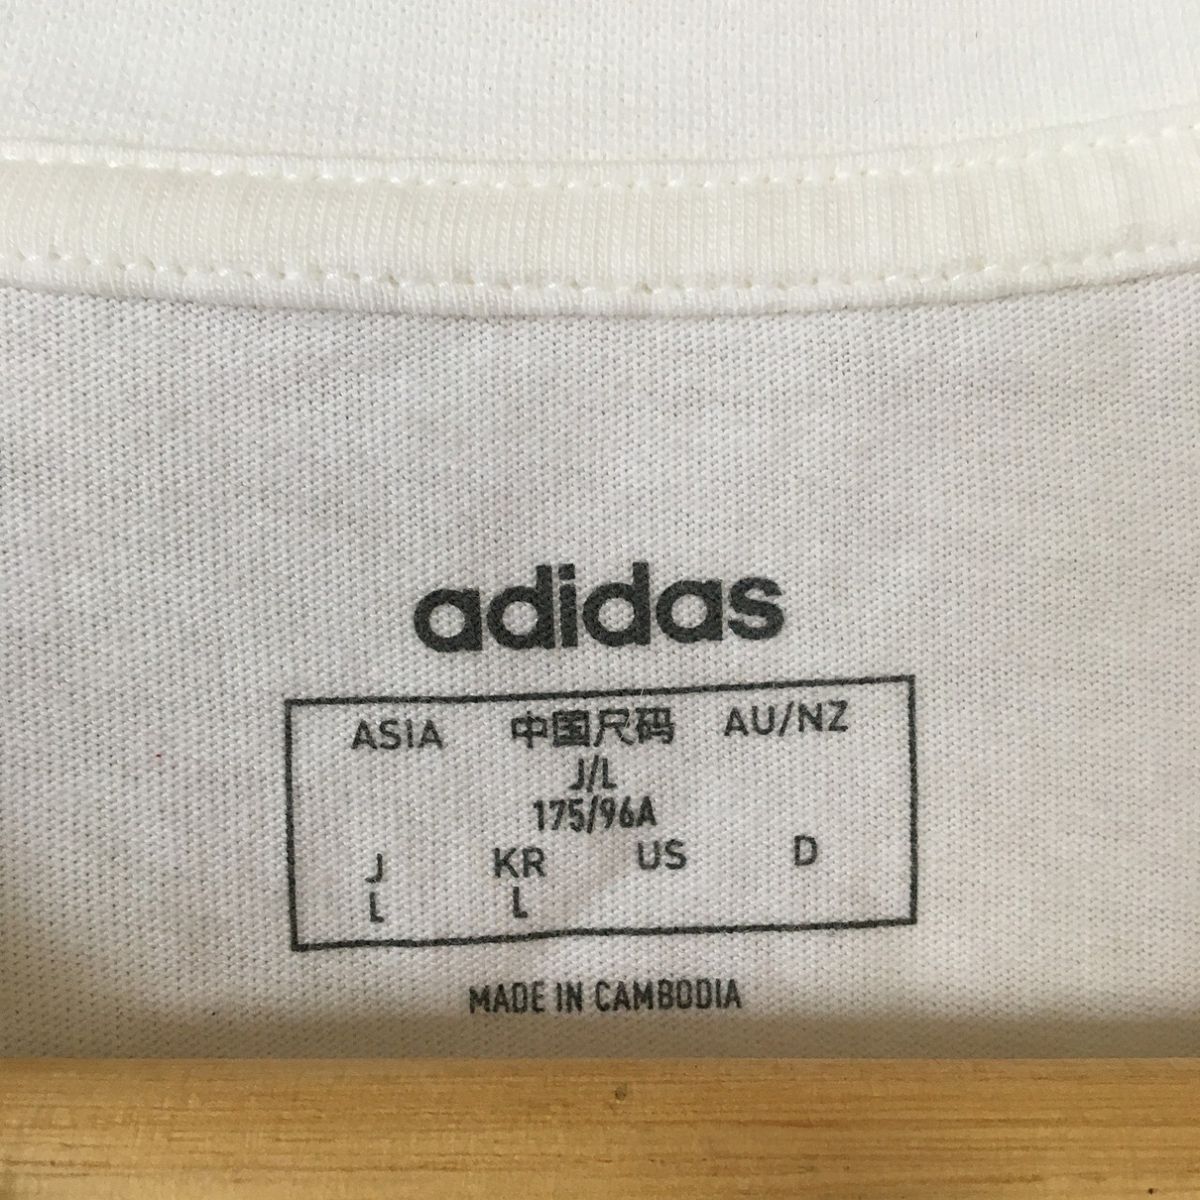 adidas
ASIA 中国尺码 AU/NZ
J/L
175/96A
J KR US D
L L
MADE IN CAMBODIA